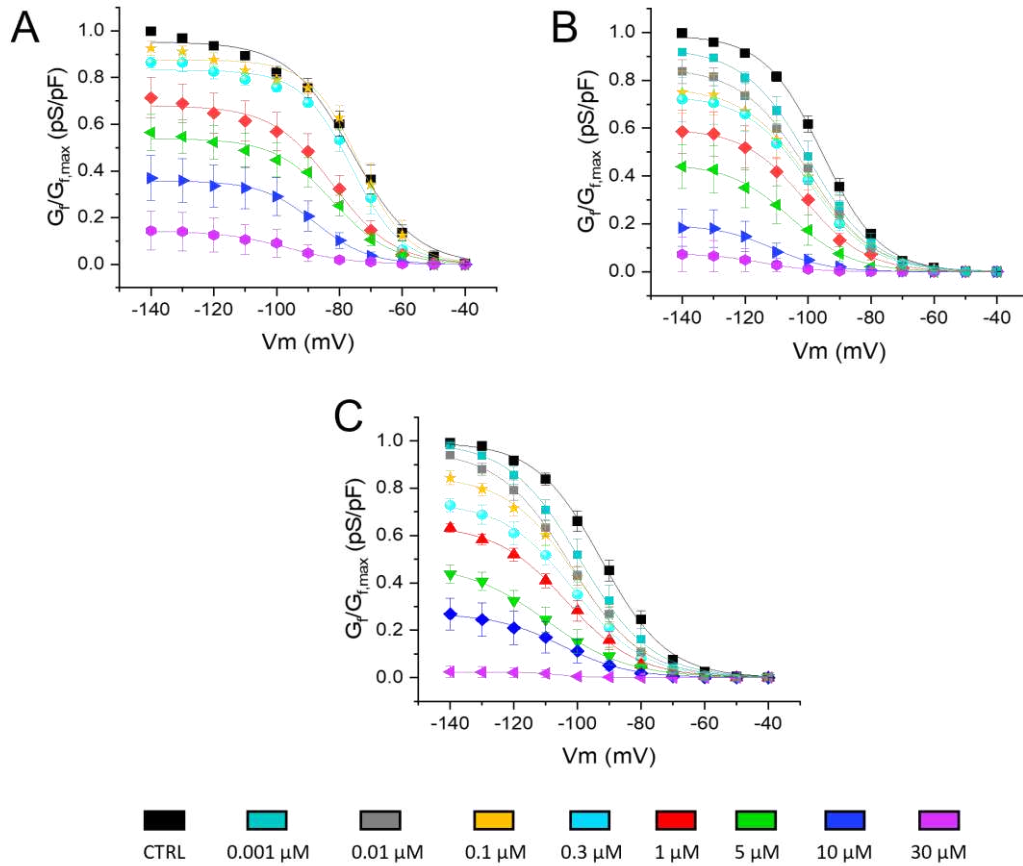 A
1.0
0.8
0.6
0.4
0.2
0.0
Gf/Gf,max (pS/pF)
-140 -120 -100 -80 -60 -40
Vm (mV)
B
1.0
0.8
0.6
0.4
0.2
0.0
Gf/Gf,max (pS/pF)
-140 -120 -100 -80 -60 -40
Vm (mV)
C
1.0
0.8
0.6
0.4
0.2
0.0
Gf/Gf,max (pS/pF)
-140 -120 -100 -80 -60 -40
Vm (mV)
CTRL 0.001 µM 0.01 µM 0.1 µM 0.3 µM 1 µM 5 µM 10 µM 30 µM